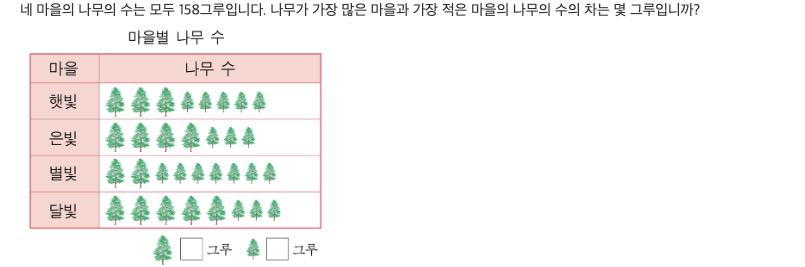 네 마을의 나무의 수는 모두 158그루입니다. 나무가 가장 많은 마을과 가장 적은 마을의 나무의 수의 차는 몇 그루입니까?
마을별 나무 수
마을 나무 수
햇빛
은빛
별빛
달빛
그루 그루